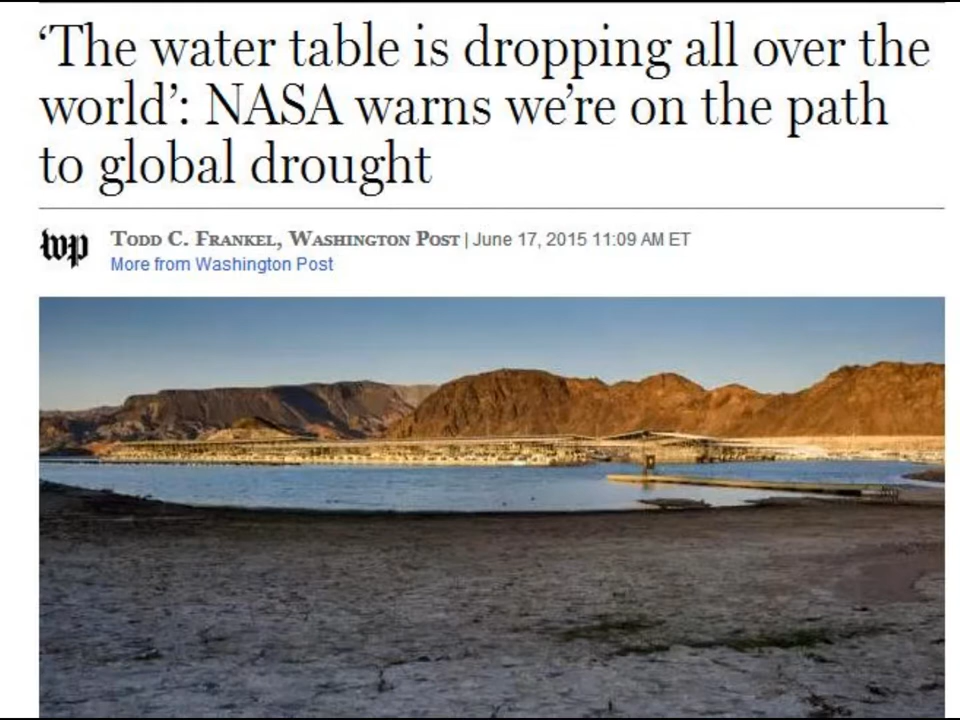 ‘The water table is dropping all over the
world’: NASA warns we’re on the path
to global drought
wp
Todd C. Frankel, Washington Post | June 17, 2015 11:09 AM ET
More from Washington Post